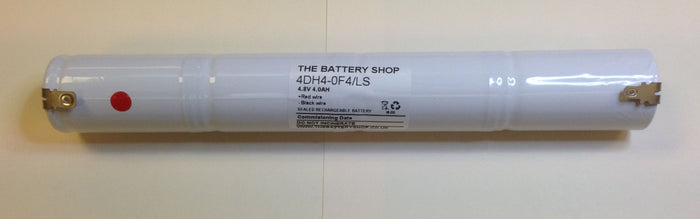 THE BATTERY SHOP
4DH4-0F4/LS
4.8V 4.0AH
+Red wire
- Black wire
SEALED RECHARGEABLE BATTERY
Commissioning Date
DO NOT INCINERATE